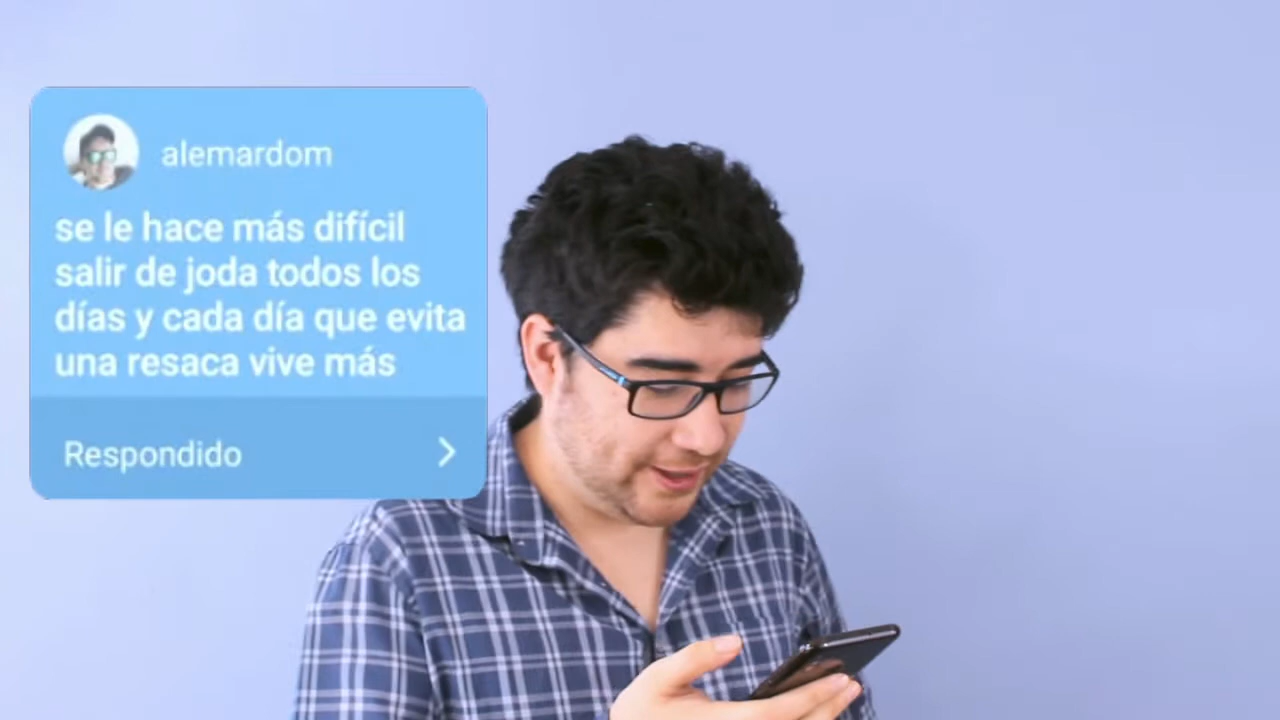 alemardom
se le hace más difícil
salir de joda todos los
días y cada día que evita
una resaca vive más
Respondido